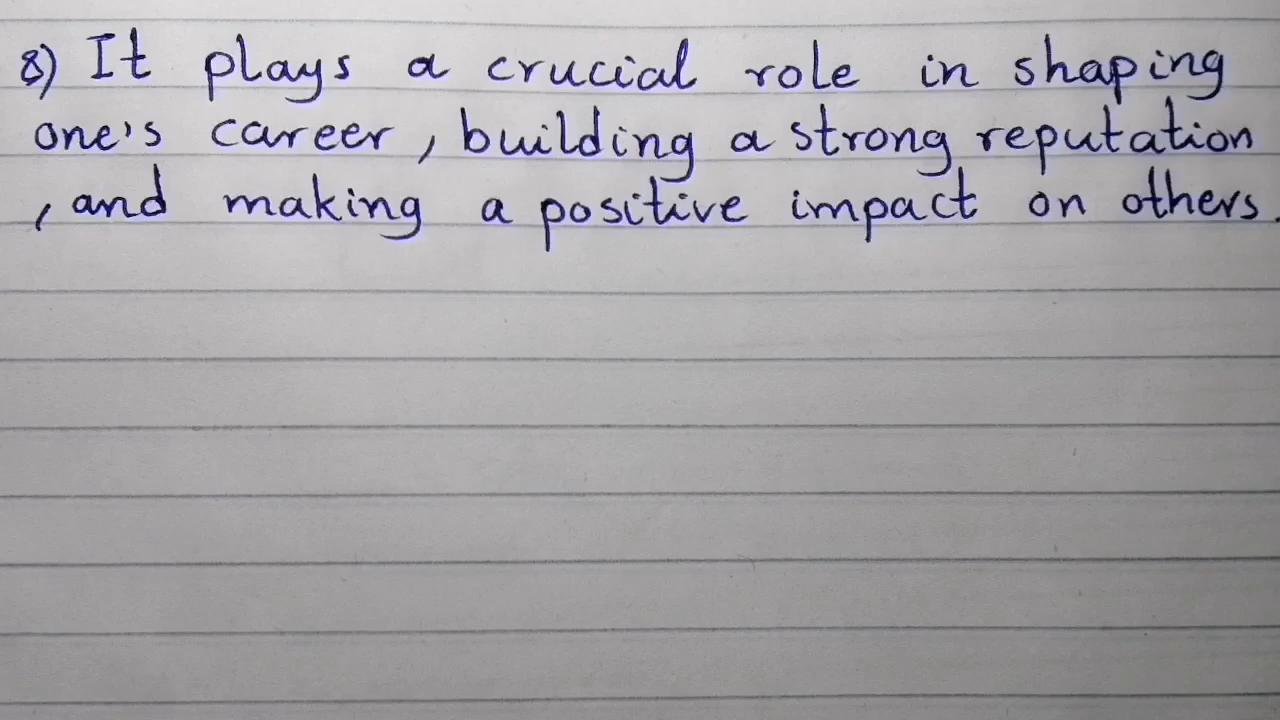 8) It plays a crucial role in shaping
one's career, building a strong reputation
, and making a positive impact on others.